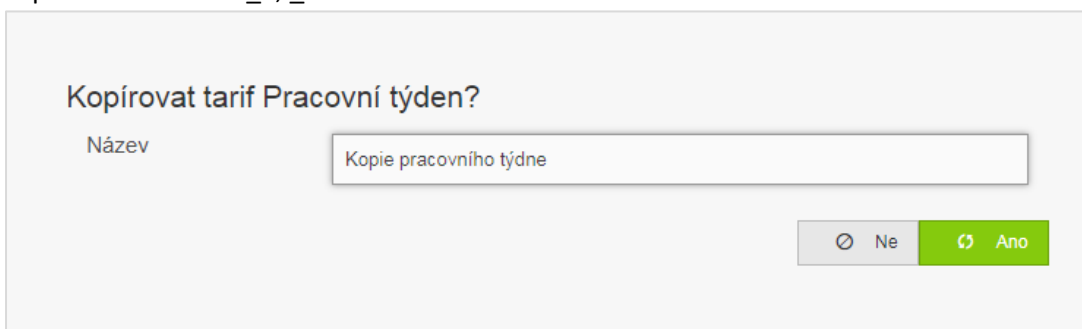 Kopírovat tarif Pracovní týden?
Název
Kopie pracovního týdne
Ne
Ano